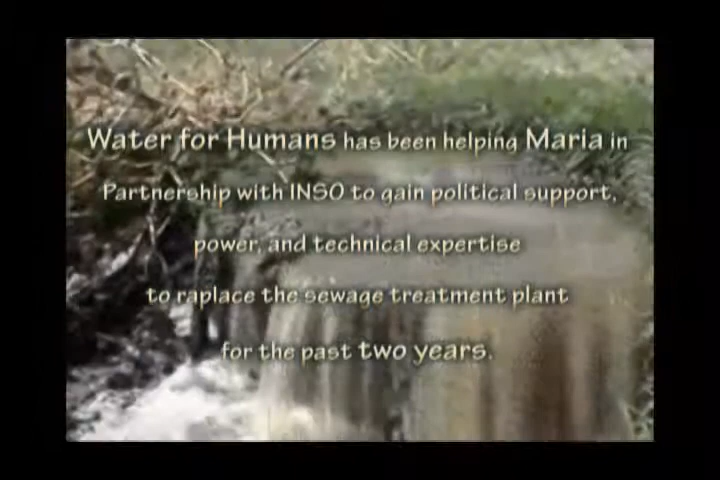 Water for Humans has been helping Maria in
Partnership with INSO to gain political support,
power, and technical expertise
to raplace the sewage treatment plant
for the past two years.